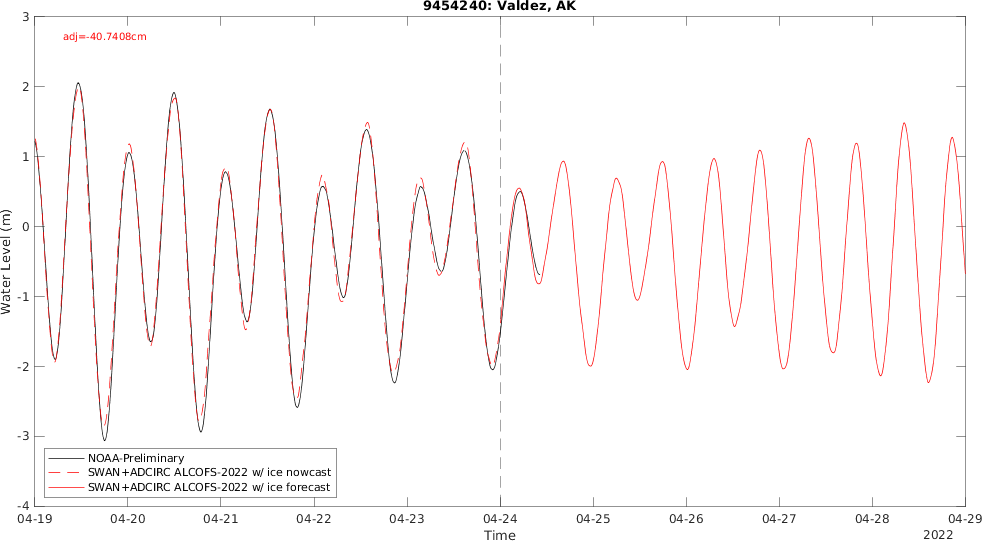 9454240: Valdez, AK
adj=-40.7408cm
3
2
1
0
-1
-2
-3
-4
Water Level (m)
NOAA-Preliminary
SWAN+ADCIRC ALCOFS-2022 w/ ice nowcast
SWAN+ADCIRC ALCOFS-2022 w/ ice forecast
04-19 04-20 04-21 04-22 04-23 04-24 04-25 04-26 04-27 04-28 04-29
Time
2022